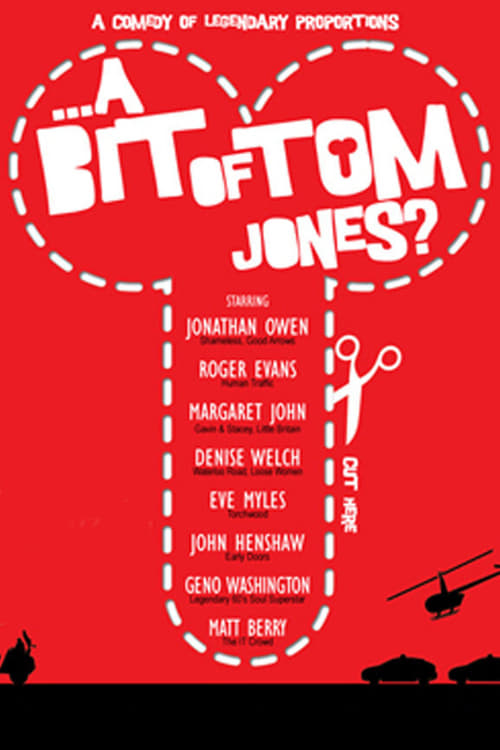 A COMEDY OF LEGENDARY PROPORTIONS
...A
BIT OF TOM
JONES?
STARRING
JONATHAN OWEN
Shameless, Good Arrows
ROGER EVANS
Human Traffic
MARGARET JOHN
Gavin & Stacey, Little Britain
DENISE WELCH
Waterloo Road, Loose Women
EVE MYLES
Torchwood
JOHN HENSHAW
Early Doors
GENO WASHINGTON
Legendary 60's Soul Superstar
MATT BERRY
The IT Crowd
CUT HERE